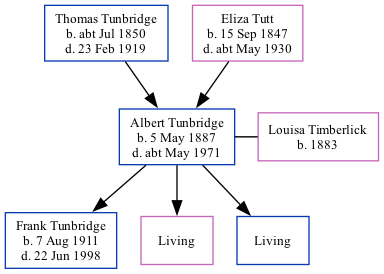 Thomas Tunbridge
b. abt Jul 1850
d. 23 Feb 1919
Eliza Tutt
b. 15 Sep 1847
d. abt May 1930
Albert Tunbridge
b. 5 May 1887
d. abt May 1971
Louisa Timberlick
b. 1883
Frank Tunbridge
b. 7 Aug 1911
d. 22 Jun 1998
Living
Living